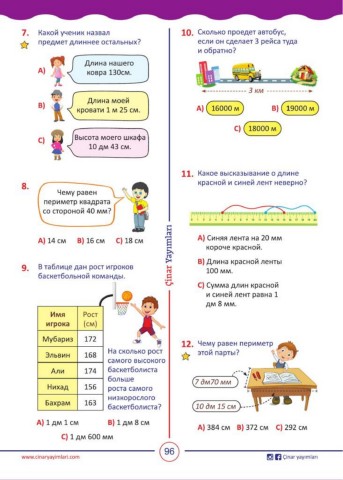 7. Какой ученик назвал
предмет длиннее остальных?
A) Длина нашего
ковра 130см.
B) Длина моей
кровати 1 м 25 см.
C) Высота моего шкафа
10 дм 43 см.
8. Чему равен
периметр квадрата
со стороной 40 мм?
A) 14 см B) 16 см C) 18 см
9. В таблице дан рост игроков
баскетбольной команды.
Имя игрока Рост (см)
Мубариз 172
Эльвин 168
Али 174
Нихад 156
Бахрам 163
На сколько рост
самого высокого
баскетболиста
больше
роста самого
низкорослого
баскетболиста?
A) 1 дм 1 см B) 1 дм 8 см
C) 1 дм 600 мм
Çinar Yayımları
10. Сколько проедет автобус,
если он сделает 3 рейса туда
и обратно?
3 км
A) 16000 м B) 19000 м
C) 18000 м
11. Какое высказывание о длине
красной и синей лент неверно?
A) Синяя лента на 20 мм
короче красной.
B) Длина красной ленты
100 мм.
C) Сумма длин красной
и синей лент равна 1
дм 8 мм.
12. Чему равен периметр
этой парты?
7 дм70 мм
10 дм 15 см
A) 384 см B) 372 см C) 292 см
www.cinaryayimlari.com
96
Çinar yayımları